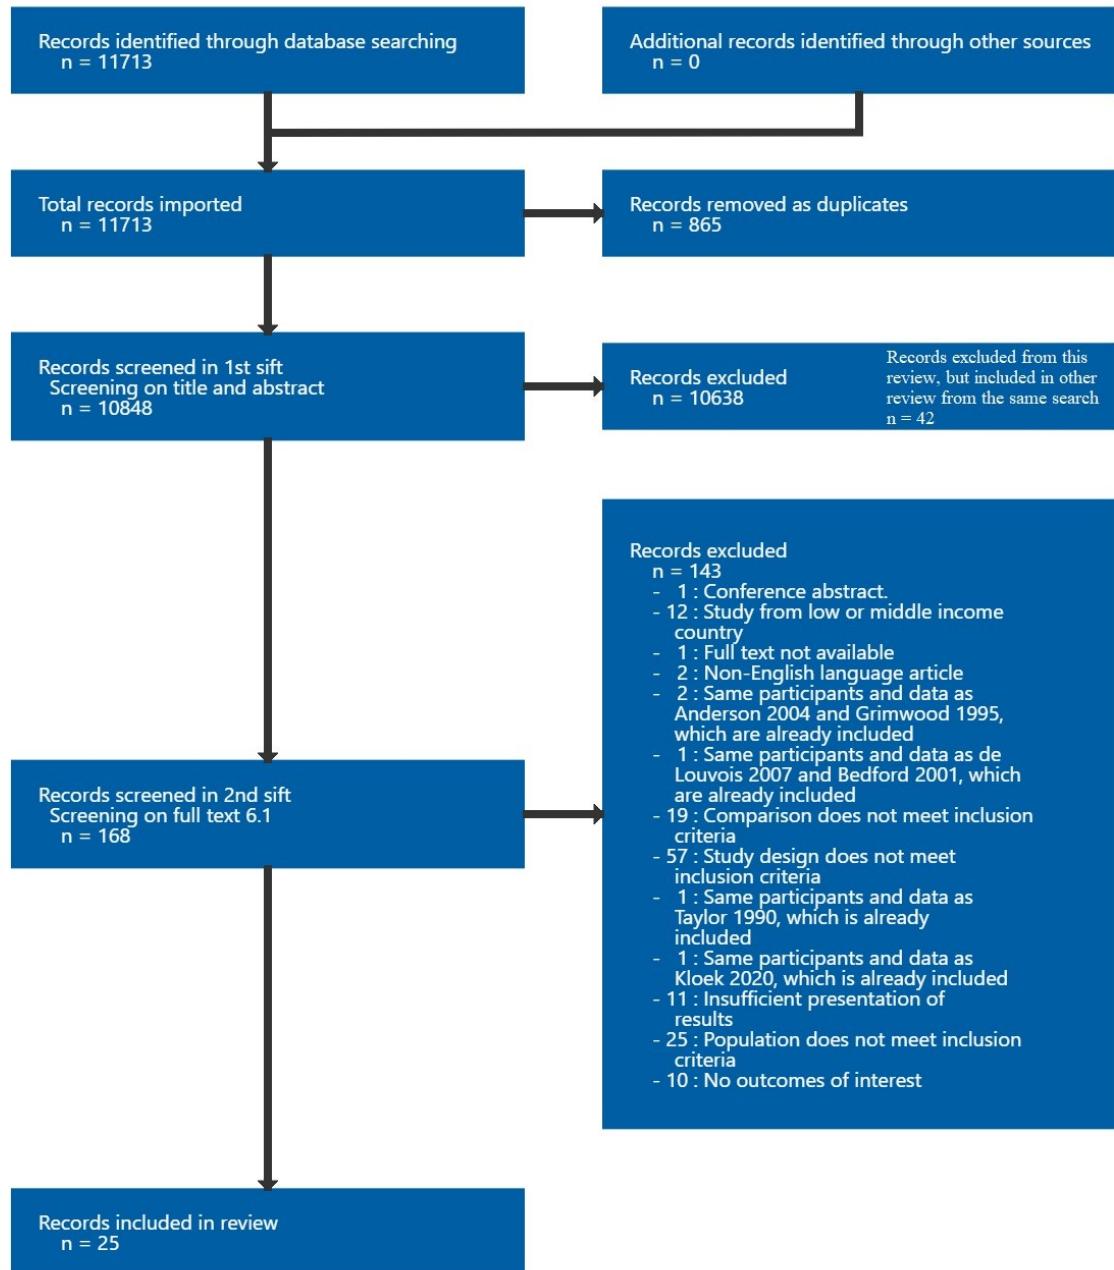 Records identified through database searching
n = 11713
Additional records identified through other sources
n = 0
Total records imported
n = 11713
Records removed as duplicates
n = 865
Records screened in 1st sift
Screening on title and abstract
n = 10848
Records excluded
n = 10638
Records excluded from this
review, but included in other
review from the same search
n = 42
Records excluded
n = 143
- 1 : Conference abstract.
- 12 : Study from low or middle income
country
- 1 : Full text not available
- 2 : Non-English language article
- 2 : Same participants and data as
Anderson 2004 and Grimwood 1995,
which are already included
- 1 : Same participants and data as de
Louvois 2007 and Bedford 2001, which
are already included
- 19 : Comparison does not meet inclusion
criteria
- 57 : Study design does not meet
inclusion criteria
- 1 : Same participants and data as
Taylor 1990, which is already
included
- 1 : Same participants and data as
Kloek 2020, which is already included
- 11 : Insufficient presentation of
results
- 25 : Population does not meet inclusion
criteria
- 10 : No outcomes of interest
Records screened in 2nd sift
Screening on full text 6.1
n = 168
Records included in review
n = 25